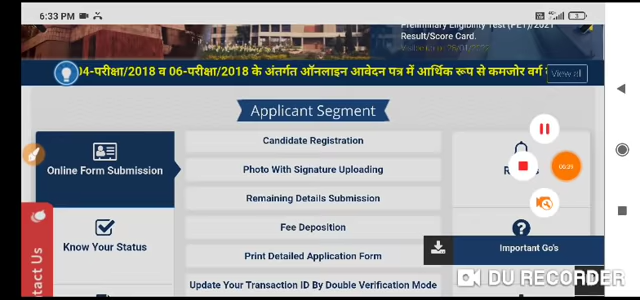 6:33 PM
Preliminary Eligibility Test (PET)/2021
Result/Score Card.
04-परीक्षा/2018 व 06-परीक्षा/2018 के अंतर्गत ऑनलाइन आवेदन पत्र में आर्थिक रूप से कमजोर वर्ग
View all
Applicant Segment
Online Form Submission
Know Your Status
Candidate Registration
Photo With Signature Uploading
Remaining Details Submission
Fee Deposition
Print Detailed Application Form
Update Your Transaction ID By Double Verification Mode
Important Go's
tact Us
DU RECORDER